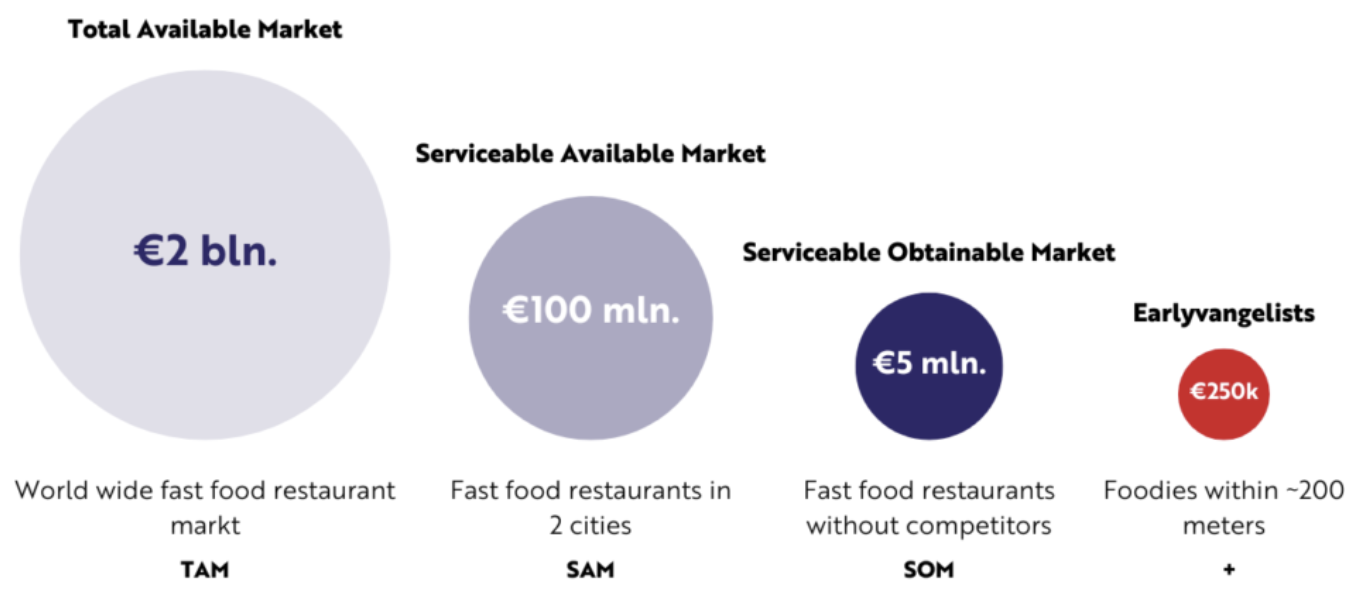 Total Available Market
€2 bln.
World wide fast food restaurant
markt
TAM
Serviceable Available Market
€100 mln.
Fast food restaurants in
2 cities
SAM
Serviceable Obtainable Market
€5 mln.
Fast food restaurants
without competitors
SOM
Earlyvangelists
€250k
Foodies within ~200
meters
+